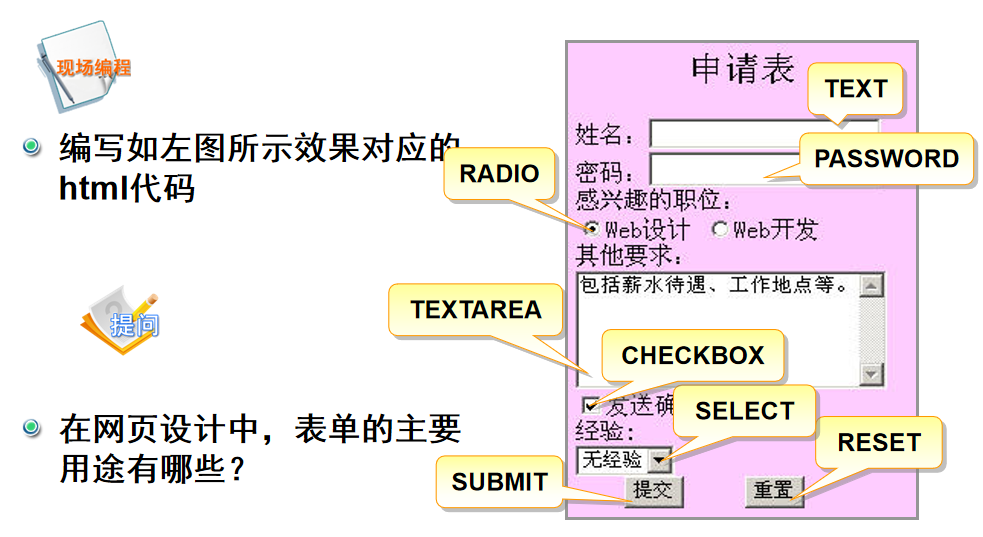 现场编程
编写如左图所示效果对应的
html代码
提问
在网页设计中，表单的主要
用途有哪些？
申请表
TEXT
姓名：
PASSWORD
密码：
RADIO
感兴趣的职位：
Web设计 Web开发
其他要求：
包括薪水待遇、工作地点等。
TEXTAREA
CHECKBOX
发送确
SELECT
经验：
无经验
RESET
SUBMIT
提交 重置